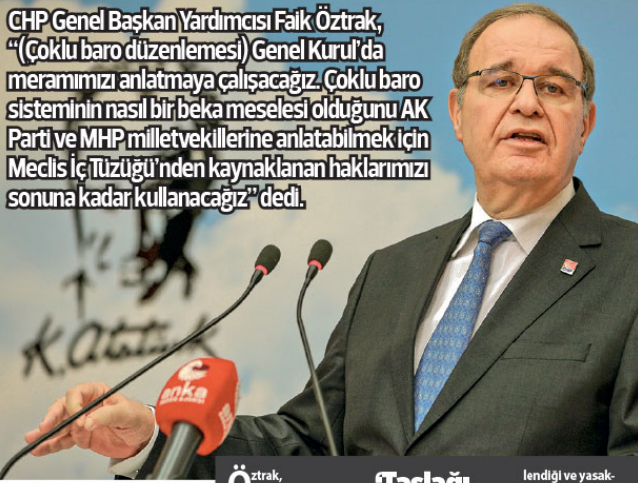 CHP Genel Başkan Yardımcısı Faik Öztrak,
“(Çoklu baro düzenlemesi) Genel Kurul’da
meramımızı anlatmaya çalışacağız. Çoklu baro
sisteminin nasıl bir beka meselesi olduğunu AK
Parti ve MHP milletvekillerine anlatabilmek için
Meclis İç Tüzüğü’nden kaynaklanan haklarımızı
sonuna kadar kullanacağız” dedi.
K. Atatürk
anka
Öztrak,
‘Taslağı
lendiği ve yasak-